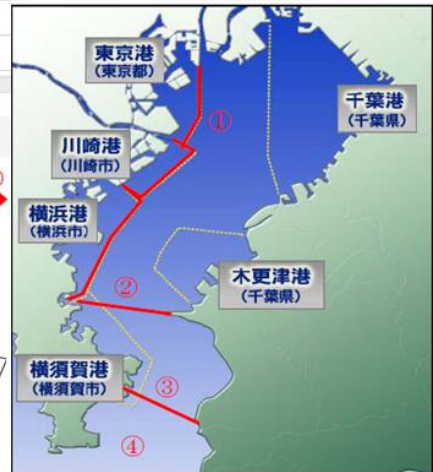 東京港
(東京都)
①
千葉港
(千葉県)
川崎港
(川崎市)
横浜港
(横浜市)
②
木更津港
(千葉県)
横須賀港
(横須賀市)
③
④